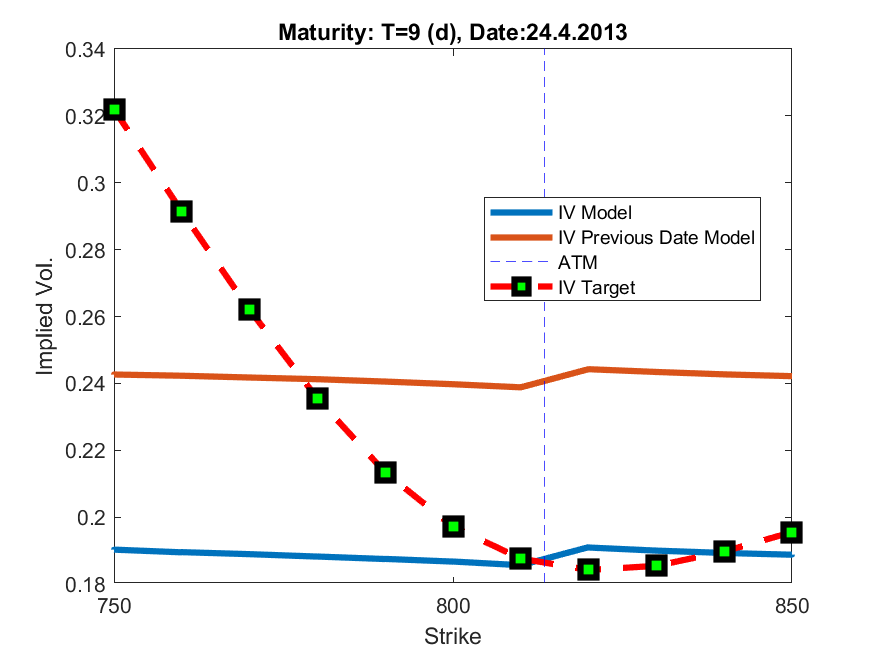 Maturity: T=9 (d), Date:24.4.2013
0.34
0.32
0.3
0.28
0.26
0.24
0.22
0.2
0.18
Implied Vol.
IV Model
IV Previous Date Model
ATM
IV Target
750
800
850
Strike